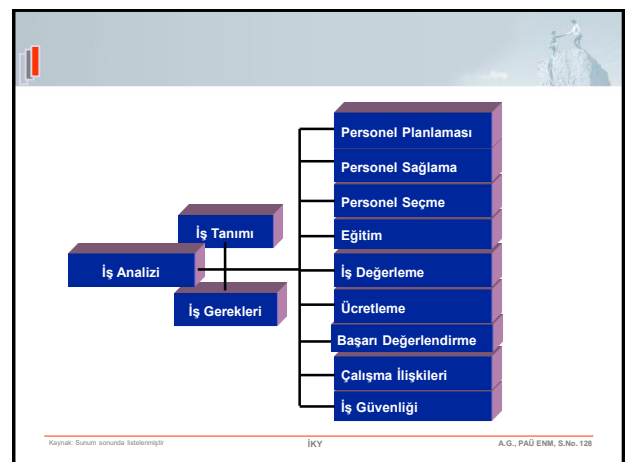 Personel Planlaması
Personel Sağlama
Personel Seçme
İş Tanımı
Eğitim
İş Analizi
İş Değerleme
İş Gerekleri
Ücretleme
Başarı Değerlendirme
Çalışma İlişkileri
İş Güvenliği
Kaynak: Sunum sonunda listelenmiştir
İKY
A.G., PAÜ ENM, S.No. 128